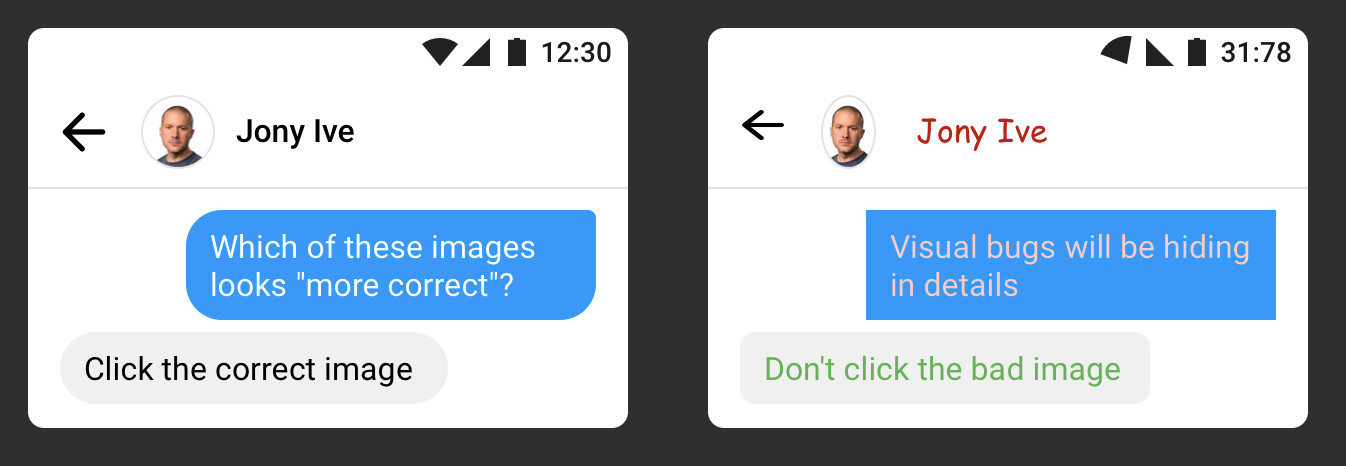 12:30
Jony Ive
Which of these images
looks "more correct"?
Click the correct image
31:78
Jony Ive
Visual bugs will be hiding
in details
Don't click the bad image